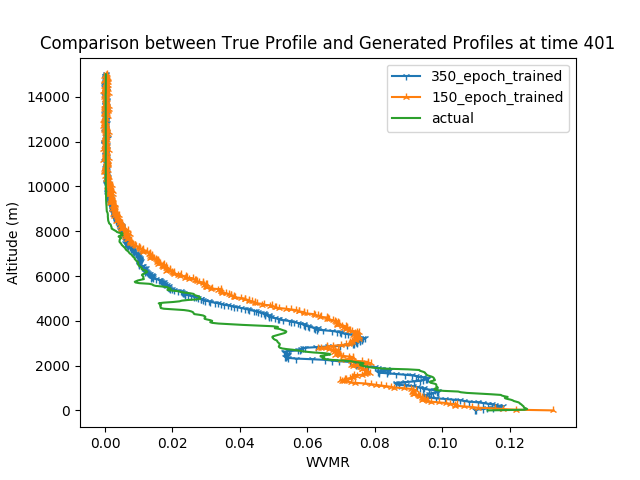 Comparison between True Profile and Generated Profiles at time 401
350_epoch_trained
150_epoch_trained
actual
14000
12000
10000
8000
6000
4000
2000
0
Altitude (m)
0.00 0.02 0.04 0.06 0.08 0.10 0.12
WVMR